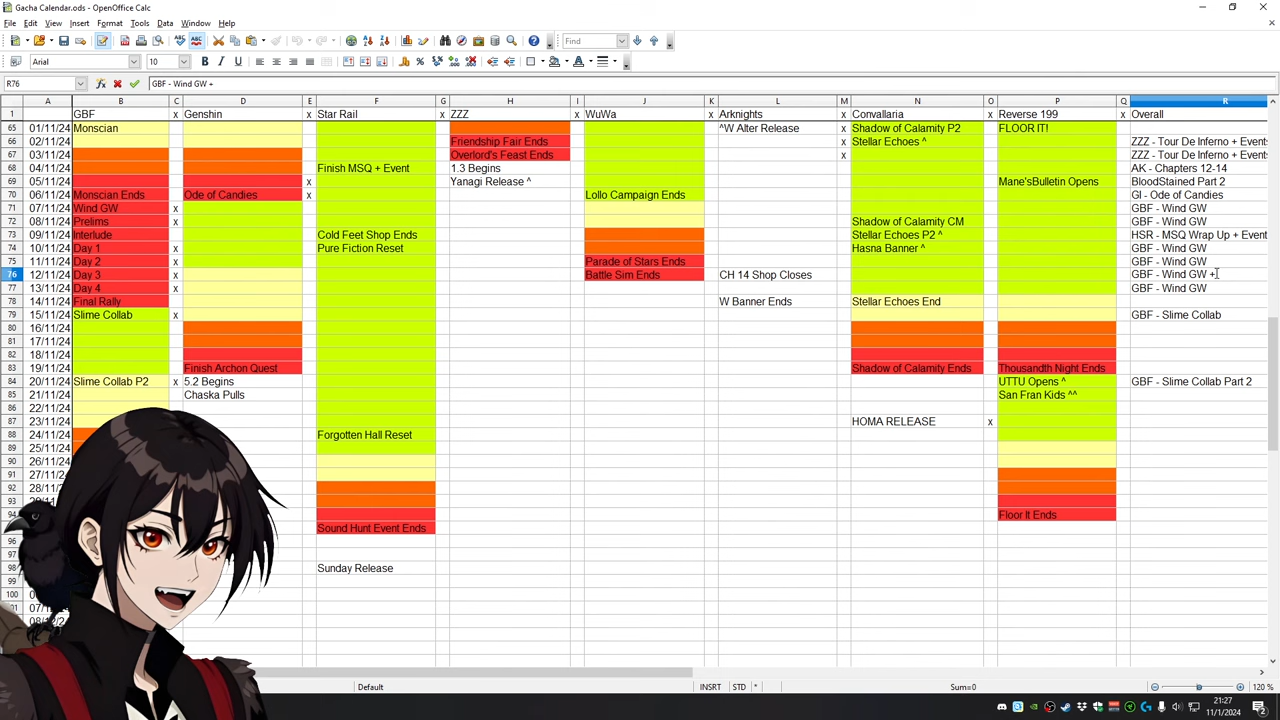 Gacha Calendar.ods - OpenOffice Calc
File Edit View Insert Format Tools Data Window Help
Find
Arial 10
R76 GBF - Wind GW +
A B C D E F G H I J K L M N O P Q R
1 GBF x Genshin x Star Rail x ZZZ x WuWa x Arknights x Convallaria x Reverse 199 x Overall
65 01/11/24 Monscian ^W Alter Release x Shadow of Calamity P2 FLOOR IT!
66 02/11/24 Friendship Fair Ends x Stellar Echoes ^ ZZZ - Tour De Inferno + Event
67 03/11/24 Overlord's Feast Ends x ZZZ - Tour De Inferno + Event
68 04/11/24 Finish MSQ + Event 1.3 Begins AK - Chapters 12-14
69 05/11/24 x Yanagi Release ^ Mane'sBulletin Opens BloodStained Part 2
70 06/11/24 Monscian Ends Ode of Candies x Lollo Campaign Ends GI - Ode of Candies
71 07/11/24 Wind GW x GBF - Wind GW
72 08/11/24 Prelims x Shadow of Calamity CM GBF - Wind GW
73 09/11/24 Interlude Cold Feet Shop Ends Stellar Echoes P2 ^ HSR - MSQ Wrap Up + Event
74 10/11/24 Day 1 x Pure Fiction Reset Hasna Banner ^ GBF - Wind GW
75 11/11/24 Day 2 x Parade of Stars Ends GBF - Wind GW
76 12/11/24 Day 3 x Battle Sim Ends CH 14 Shop Closes GBF - Wind GW +
77 13/11/24 Day 4 x GBF - Wind GW
78 14/11/24 Final Rally W Banner Ends Stellar Echoes End
79 15/11/24 Slime Collab x GBF - Slime Collab
80 16/11/24
81 17/11/24
82 18/11/24
83 19/11/24 Finish Archon Quest Shadow of Calamity Ends Thousandth Night Ends
84 20/11/24 Slime Collab P2 x 5.2 Begins UTTU Opens ^ GBF - Slime Collab Part 2
85 21/11/24 Chaska Pulls San Fran Kids ^^
86 22/11/24
87 23/11/24 HOMA RELEASE x
88 24/11/24 Forgotten Hall Reset
89 25/11/24
90 26/11/24
91 27/11/24
92 28/11/24
93
94 Floor It Ends
Sound Hunt Event Ends
96
97
98 Sunday Release
99
100
Default INSRT STD * Sum=0 120 %
21:27
11/1/2024